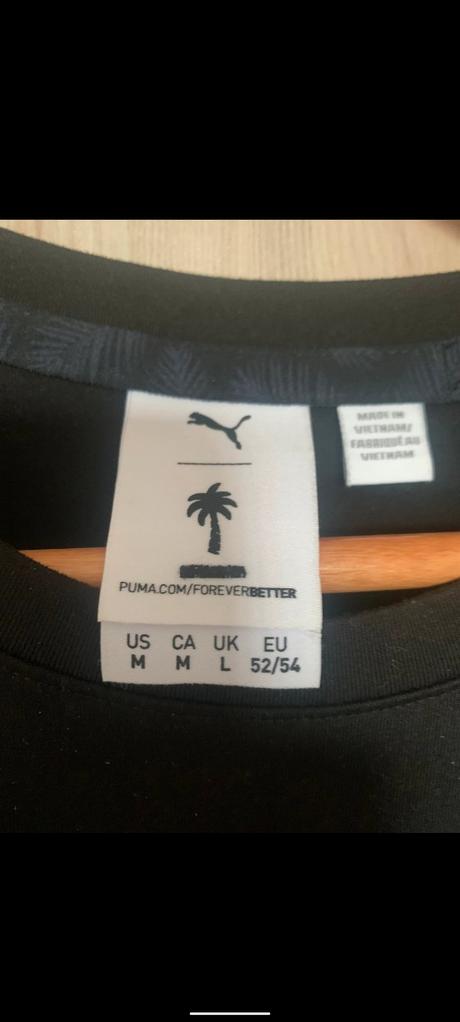 PUMA.COM/FOREVERBETTER
US CA UK EU
M M L 52/54
MADE IN
VIETNAM/
FABRIQUÉ AU
VIETNAM